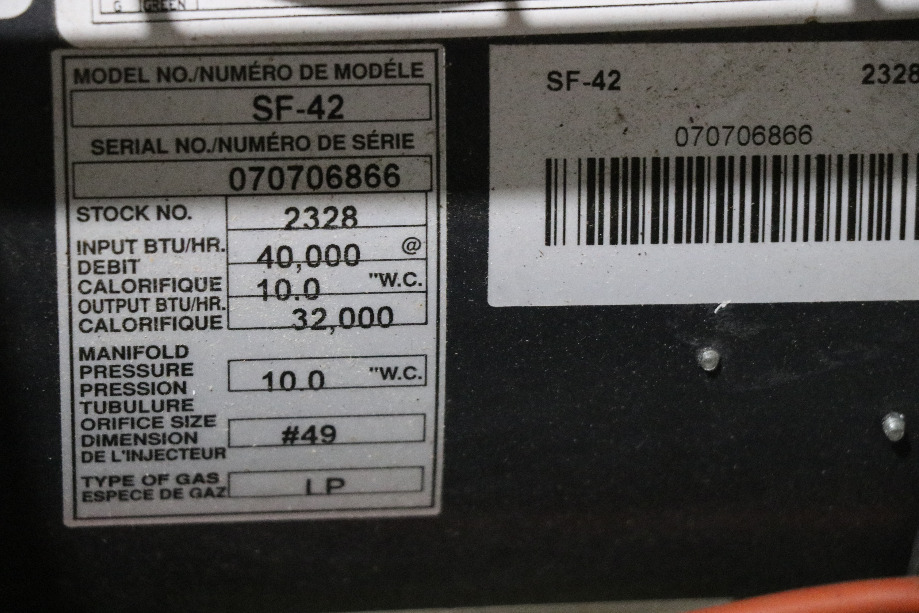 G GREEN
MODEL NO./NUMÉRO DE MODÉLE
SF-42
SERIAL NO./NUMÉRO DE SÉRIE
070706866
STOCK NO. 2328
INPUT BTU/HR. 40,000 @
DEBIT
CALORIFIQUE 10.0 "W.C.
OUTPUT BTU/HR. 32,000
CALORIFIQUE
MANIFOLD
PRESSURE 10.0 "W.C.
PRESSION
TUBULURE
ORIFICE SIZE
DIMENSION #49
DE L'INJECTEUR
TYPE OF GAS LP
ESPECE DE GAZ
SF-42 2328
070706866